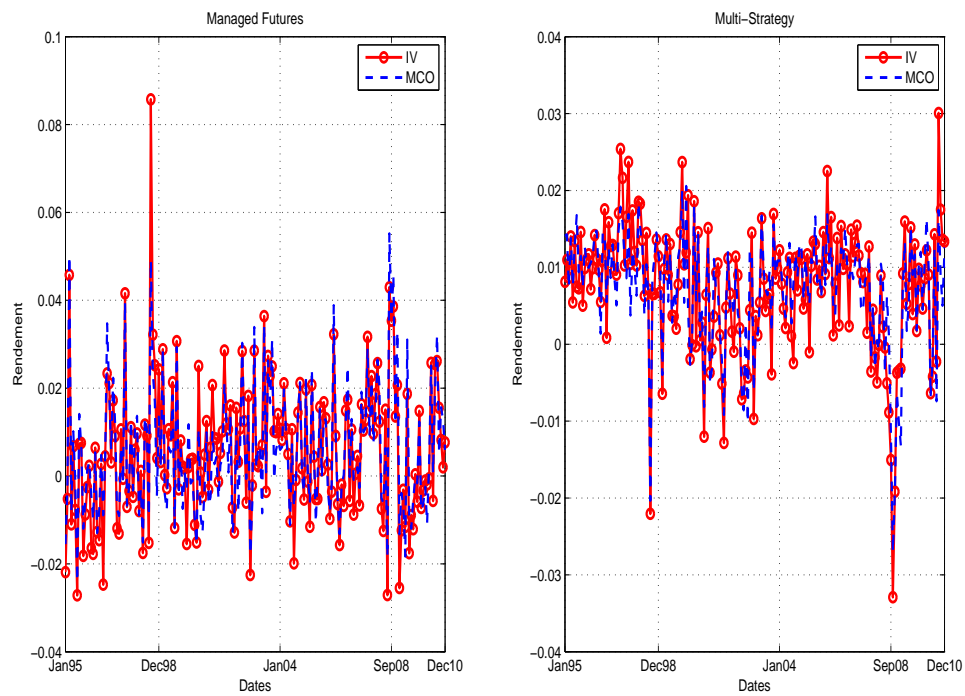 Managed Futures
0.1
0.08
0.06
0.04
0.02
0
−0.02
−0.04
Rendement
IV
MCO
Jan95 Dec98 Jan04 Sep08 Dec10
Dates
Multi−Strategy
0.04
0.03
0.02
0.01
0
−0.01
−0.02
−0.03
−0.04
Rendement
IV
MCO
Jan95 Dec98 Jan04 Sep08 Dec10
Dates